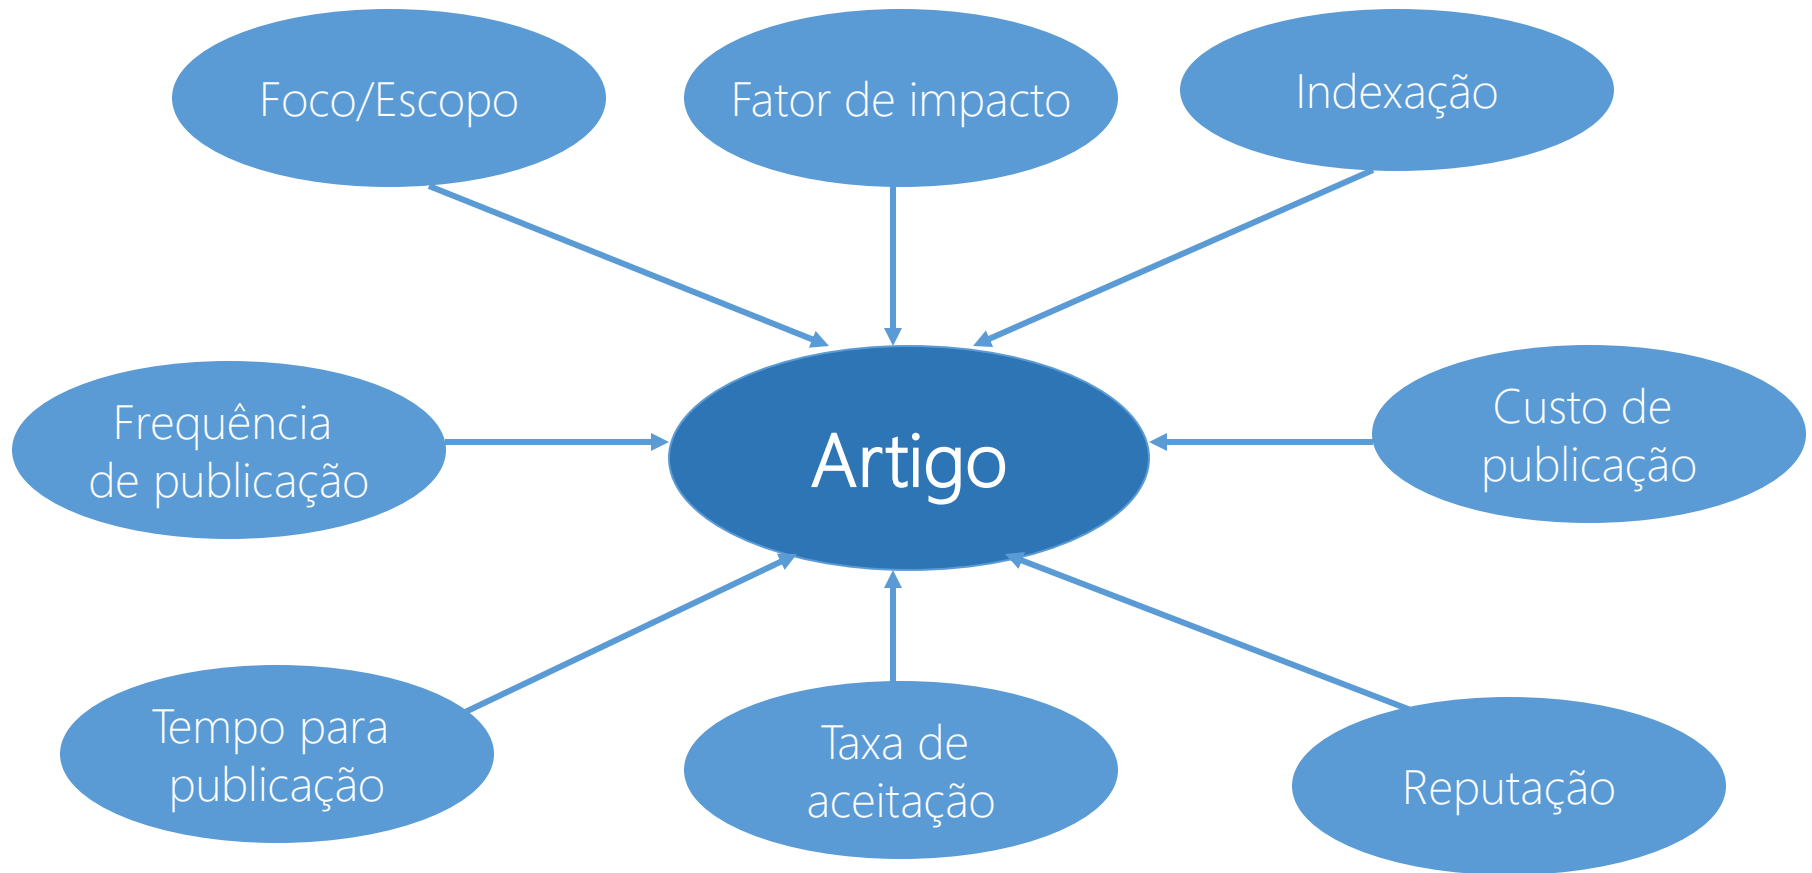 Foco/Escopo
Fator de impacto
Indexação
Frequência
de publicação
Artigo
Custo de
publicação
Tempo para
publicação
Taxa de
aceitação
Reputação